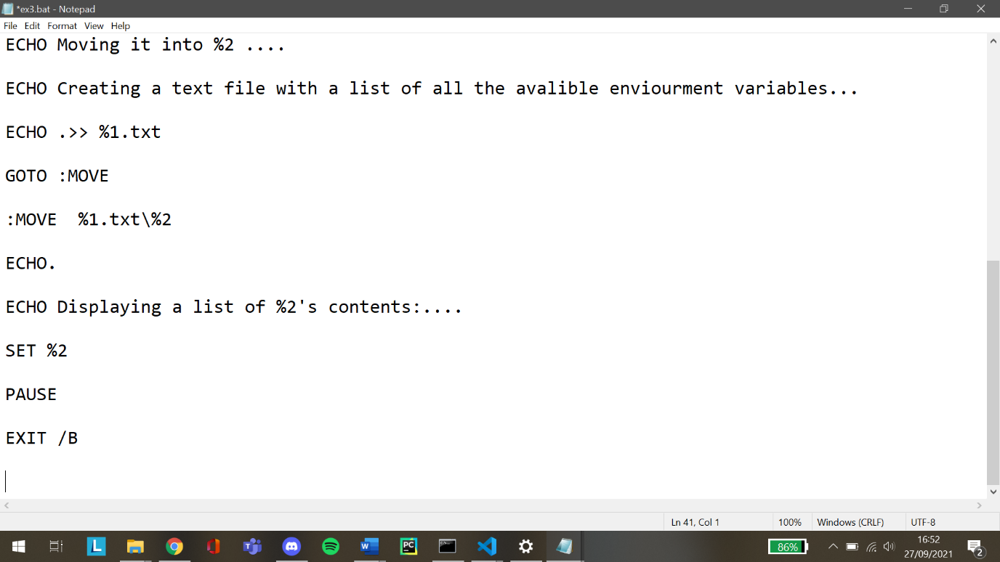 *ex3.bat - Notepad
File Edit Format View Help
ECHO Moving it into %2 ....
ECHO Creating a text file with a list of all the avalible enviourment variables...
ECHO .>> %1.txt
GOTO :MOVE
:MOVE  %1.txt\%2
ECHO.
ECHO Displaying a list of %2's contents:....
SET %2
PAUSE
EXIT /B
Ln 41, Col 1 100% Windows (CRLF) UTF-8
L W PC 86% 16:52
27/09/2021 2